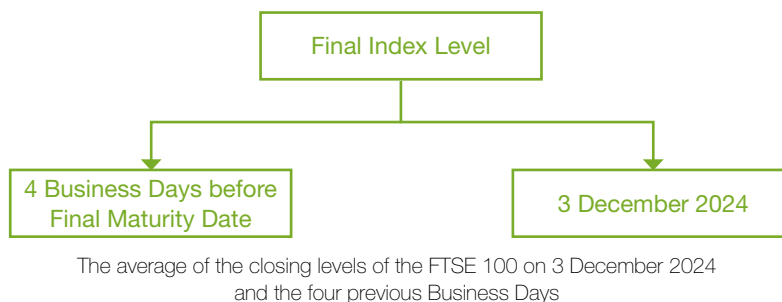 Final Index Level
4 Business Days before
Final Maturity Date
3 December 2024
The average of the closing levels of the FTSE 100 on 3 December 2024
and the four previous Business Days